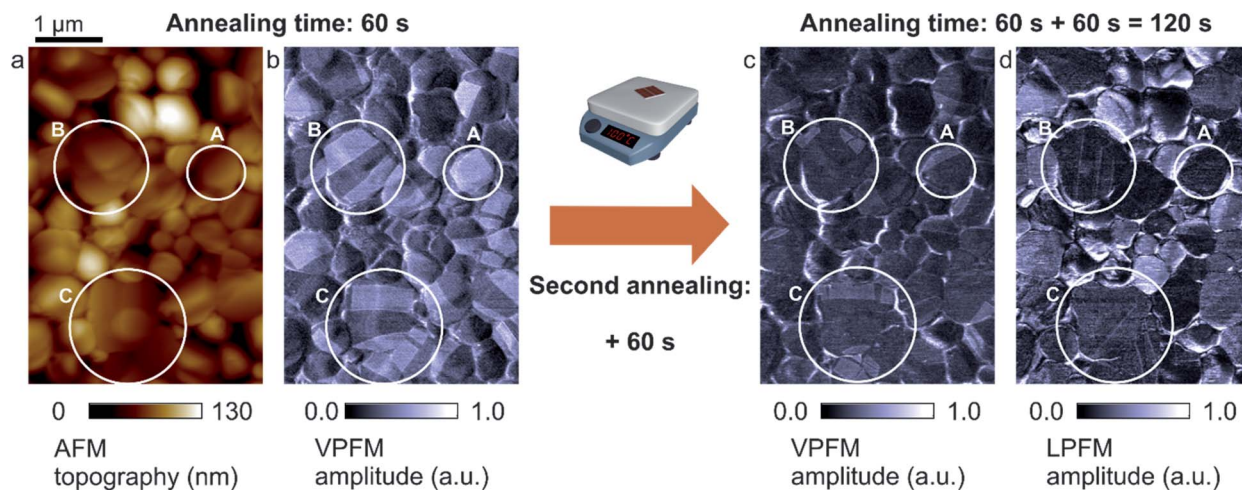 Annealing time: 60 s
Annealing time: 60 s + 60 s = 120 s
1 µm
a
b
c
d
B
A
C
B
A
C
B
A
C
B
A
C
100°C
Second annealing:
+ 60 s
0 130
AFM
topography (nm)
0.0 1.0
VPFM
amplitude (a.u.)
0.0 1.0
VPFM
amplitude (a.u.)
0.0 1.0
LPFM
amplitude (a.u.)